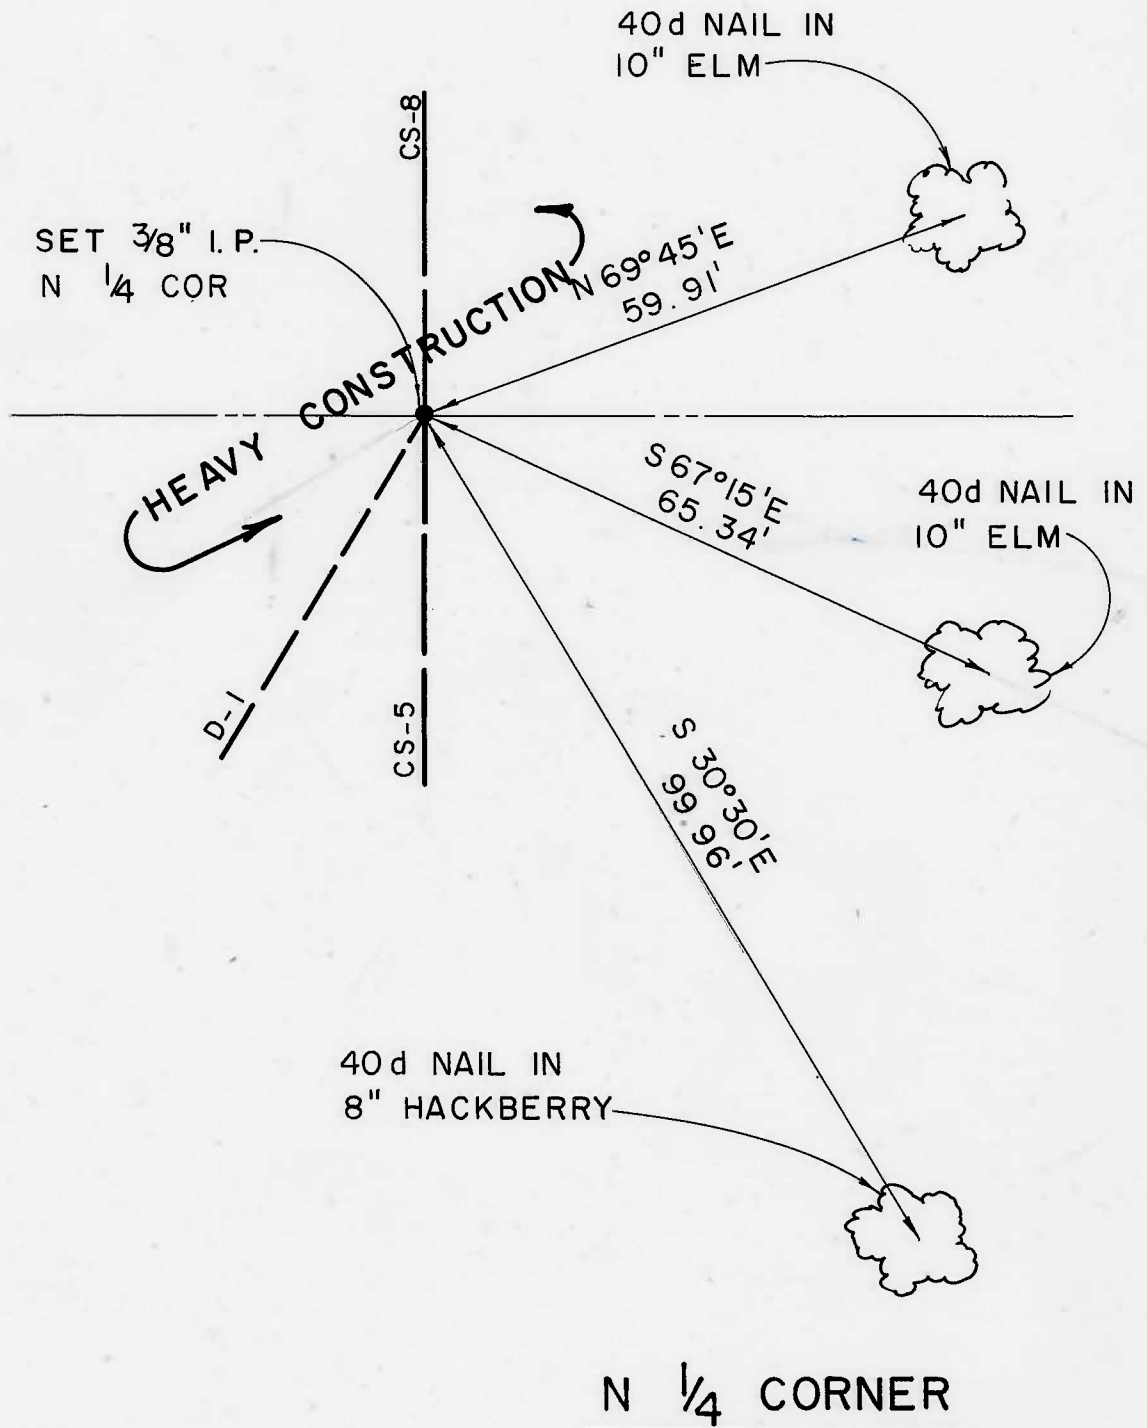 40d NAIL IN
10" ELM
CS-8
SET 3/8" I.P.
N 1/4 COR
HEAVY CONSTRUCTION
N 69°45'E
59.91'
S 67°15'E
65.34'
40d NAIL IN
10" ELM
D-1
CS-5
S 30°30'E
99.96'
40d NAIL IN
8" HACKBERRY
N 1/4 CORNER